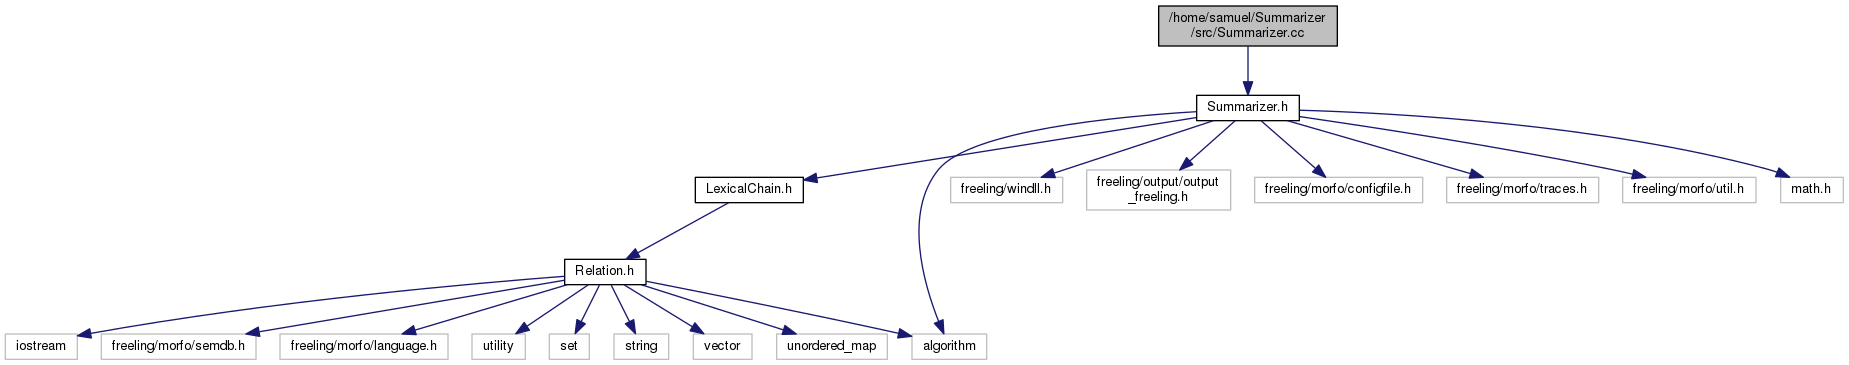 /home/samuel/Summarizer
/src/Summarizer.cc
Summarizer.h
LexicalChain.h
freeling/windll.h
freeling/output/output
_freeling.h
freeling/morfo/configfile.h
freeling/morfo/traces.h
freeling/morfo/util.h
math.h
Relation.h
iostream
freeling/morfo/semdb.h
freeling/morfo/language.h
utility
set
string
vector
unordered_map
algorithm